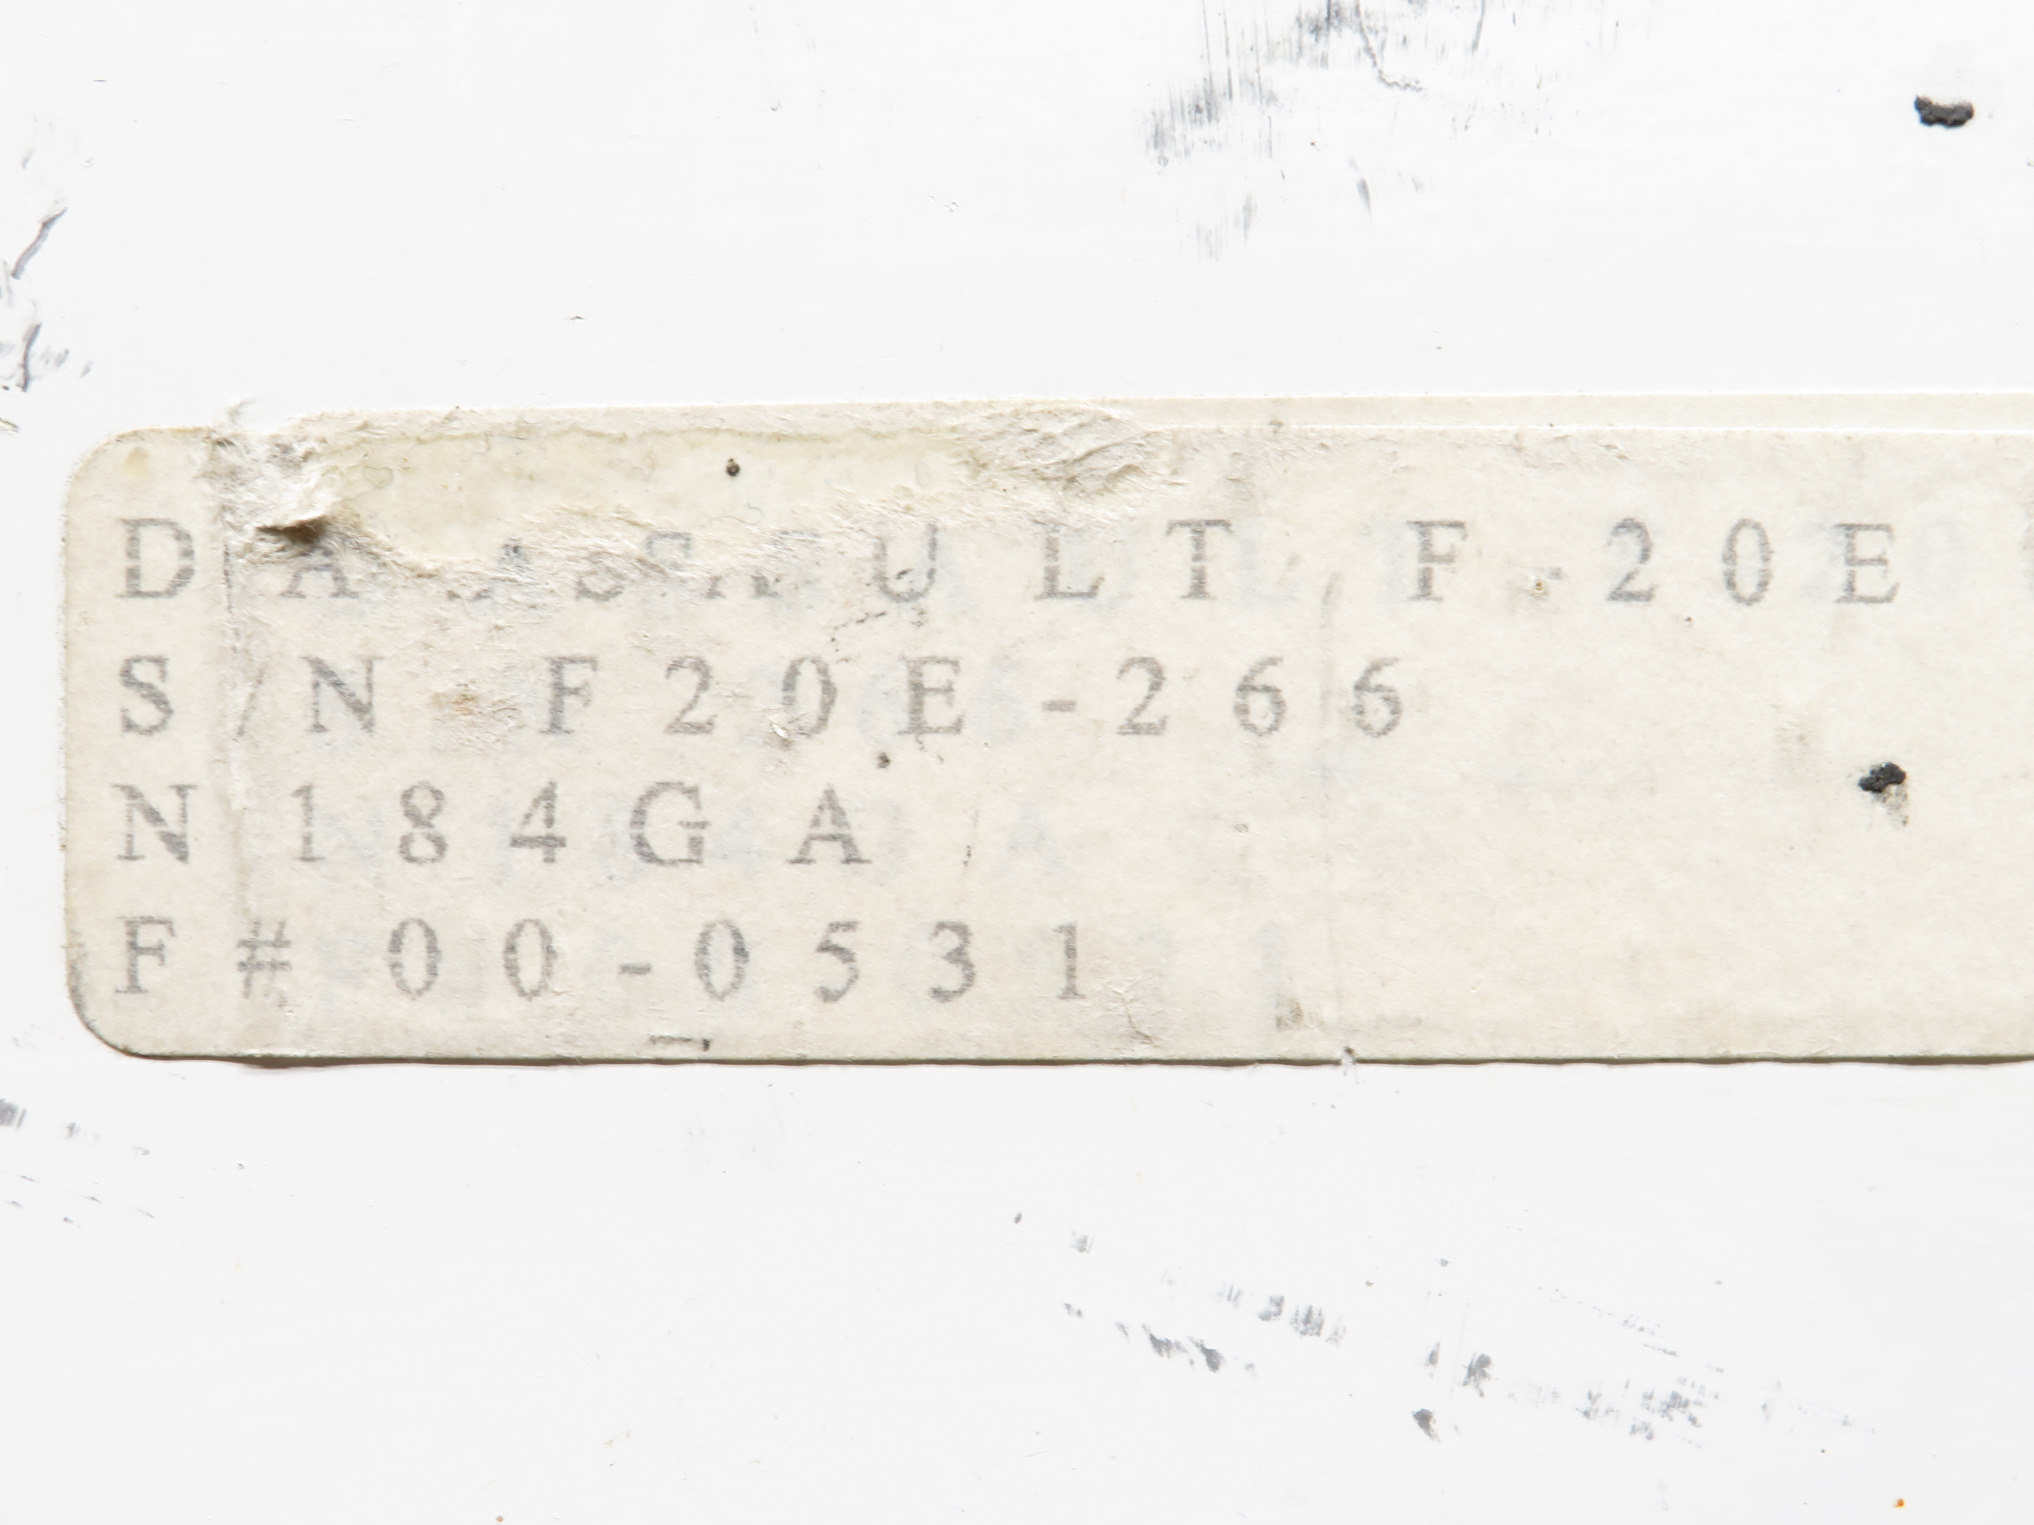 DASSAULT F-20E
S/N F20E-266
N184GA
F# 00-0531